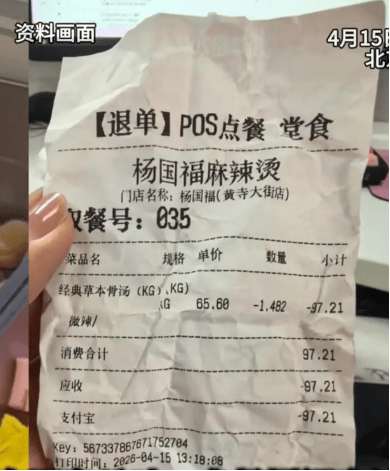 资料画面
4月15日
北
【退单】POS点餐 堂食
杨国福麻辣烫
门店名称：杨国福(黄寺大街店)
取餐号：035
菜品名 规格 单价 数量 小计
经典草本骨汤（KG） (KG)
KG 65.60 -1.482 -97.21
微辣/
消费合计 97.21
应收 -97.21
支付宝 -97.21
Key: 567337867671752704
打印时间: 2026-04-15 13:18:08